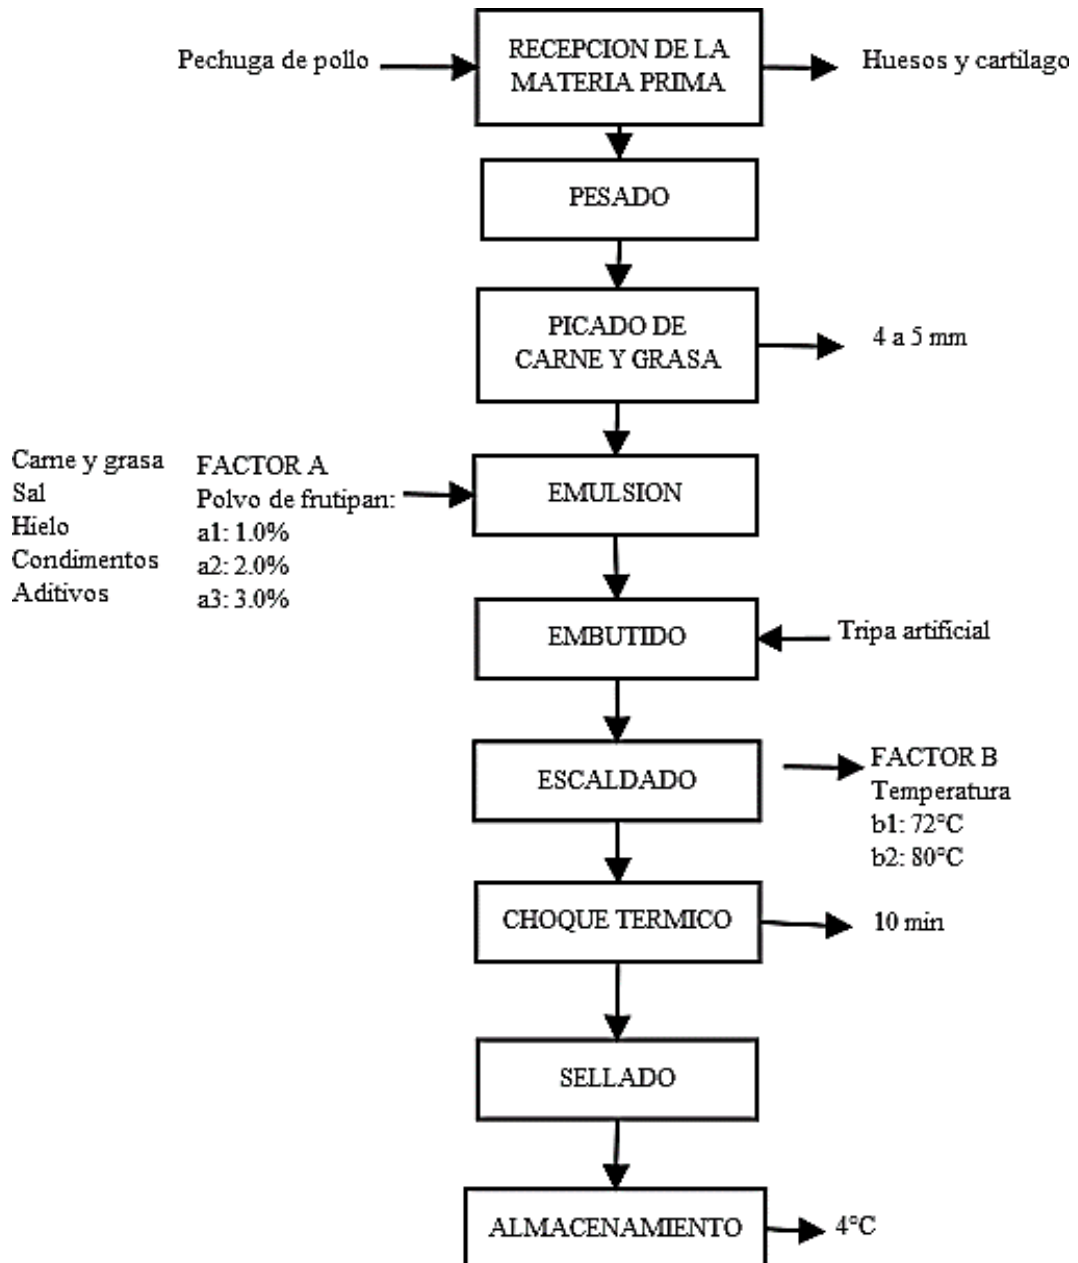 Pechuga de pollo
RECEPCION DE LA
MATERIA PRIMA
Huesos y cartilago
PESADO
PICADO DE
CARNE Y GRASA
4 a 5 mm
Carne y grasa
Sal
Hielo
Condimentos
Aditivos
FACTOR A
Polvo de frutipan:
a1: 1.0%
a2: 2.0%
a3: 3.0%
EMULSION
EMBUTIDO
Tripa artificial
ESCALDADO
FACTOR B
Temperatura
b1: 72°C
b2: 80°C
CHOQUE TERMICO
10 min
SELLADO
ALMACENAMIENTO
4°C